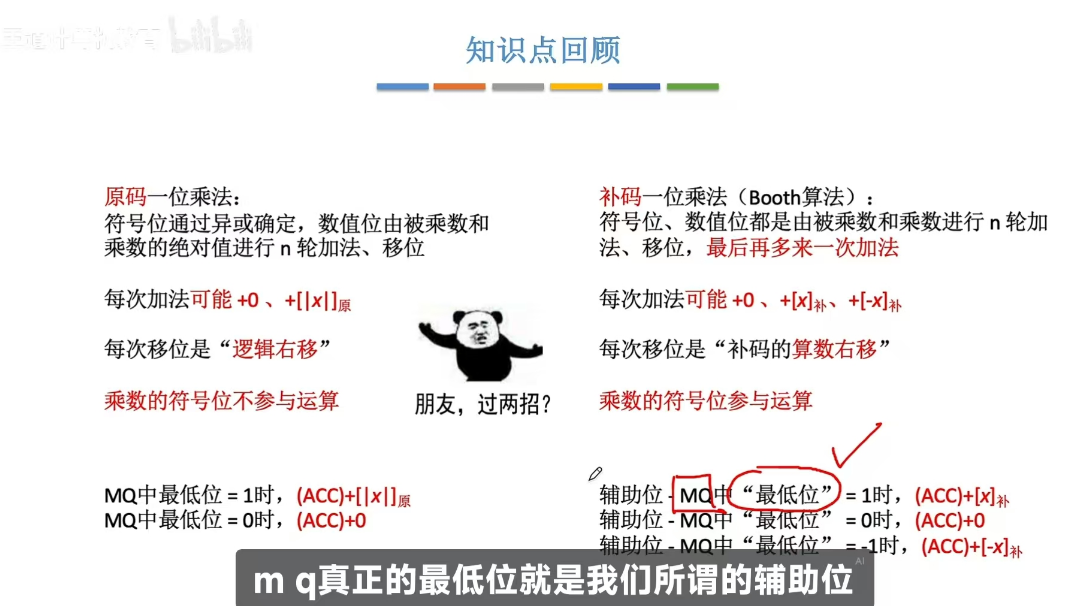 bilibili
知识点回顾
原码一位乘法：
符号位通过异或确定，数值位由被乘数和
乘数的绝对值进行 n 轮加法、移位
每次加法可能 +0 、+[|x|]原
每次移位是“逻辑右移”
乘数的符号位不参与运算
MQ中最低位 = 1时，(ACC)+[|x|]原
MQ中最低位 = 0时，(ACC)+0
朋友，过两招？
补码一位乘法（Booth算法）：
符号位、数值位都是由被乘数和乘数进行 n 轮加
法、移位，最后再多来一次加法
每次加法可能 +0 、+[x]补、+[-x]补
每次移位是“补码的算数右移”
乘数的符号位参与运算
辅助位 - MQ中“最低位” = 1时，(ACC)+[x]补
辅助位 - MQ中“最低位” = 0时，(ACC)+0
辅助位 - MQ中“最低位” = -1时，(ACC)+[-x]补
AI
m q真正的最低位就是我们所谓的辅助位